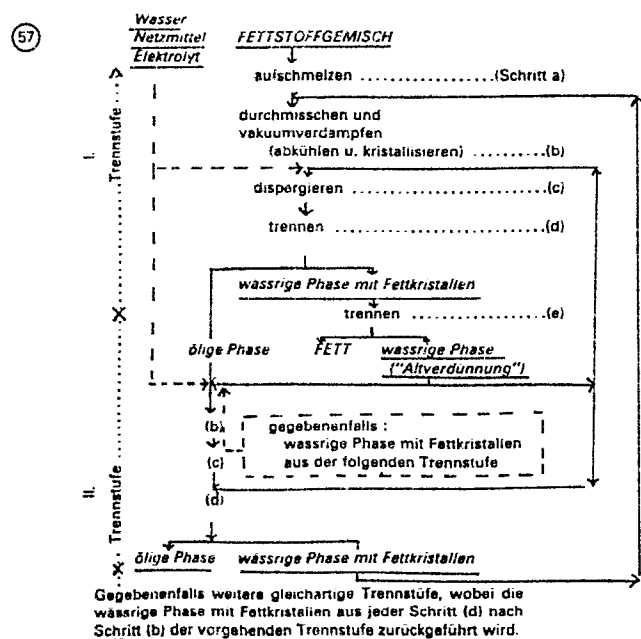 57
Wasser
Netzmittel
Elektrolyt
FETTSTOFFGEMISCH
aufschmelzen ..................(Schritt a)
durchmisschen und
vakuumverdampfen
(abkühlen u. kristallisieren) ..........(b)
dispergieren ..............................(c)
trennen ....................................(d)
I.
Trennstufe
wässrige Phase mit Fettkristallen
trennen ......................(e)
ölige Phase
FETT
wässrige Phase
("Altverdünnung")
(b)
(c)
(d)
gegebenenfalls :
wässrige Phase mit Fettkristallen
aus der folgenden Trennstufe
II.
Trennstufe
ölige Phase
wässrige Phase mit Fettkristallen
Gegebenenfalls weitere gleichartige Trennstüfe, wobei die
wässrige Phase mit Fettkristallen aus jeder Schritt (d) nach
Schritt (b) der vorgehenden Trennstufe zurückgeführt wird.